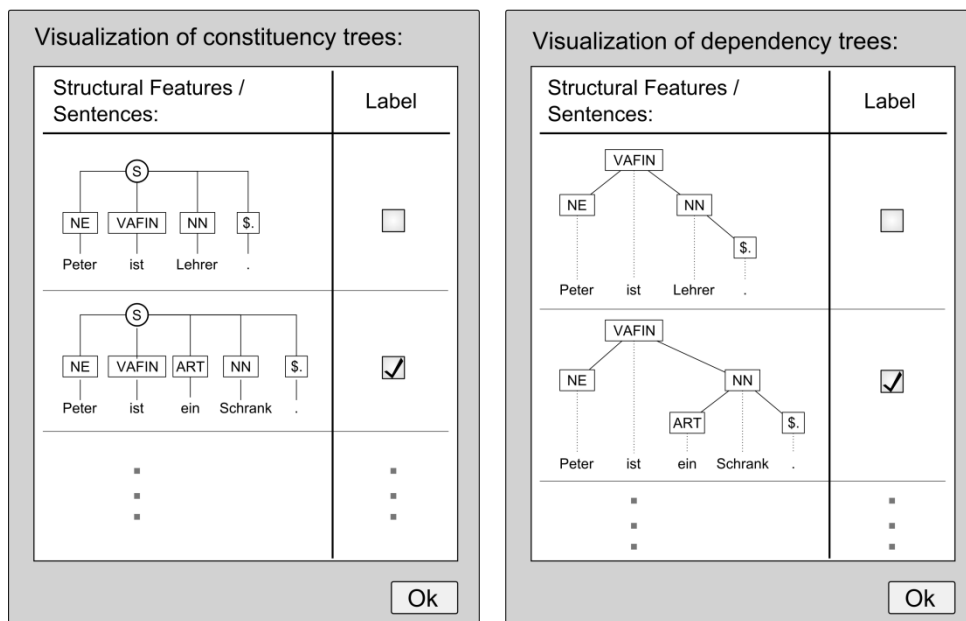 Visualization of constituency trees:
Structural Features /
Sentences:
Label
S
NE VAFIN NN $.
Peter ist Lehrer .
S
NE VAFIN ART NN $.
Peter ist ein Schrank .
Ok
Visualization of dependency trees:
Structural Features /
Sentences:
Label
VAFIN
NE NN
$.
Peter ist Lehrer .
VAFIN
NE NN
ART $.
Peter ist ein Schrank .
Ok